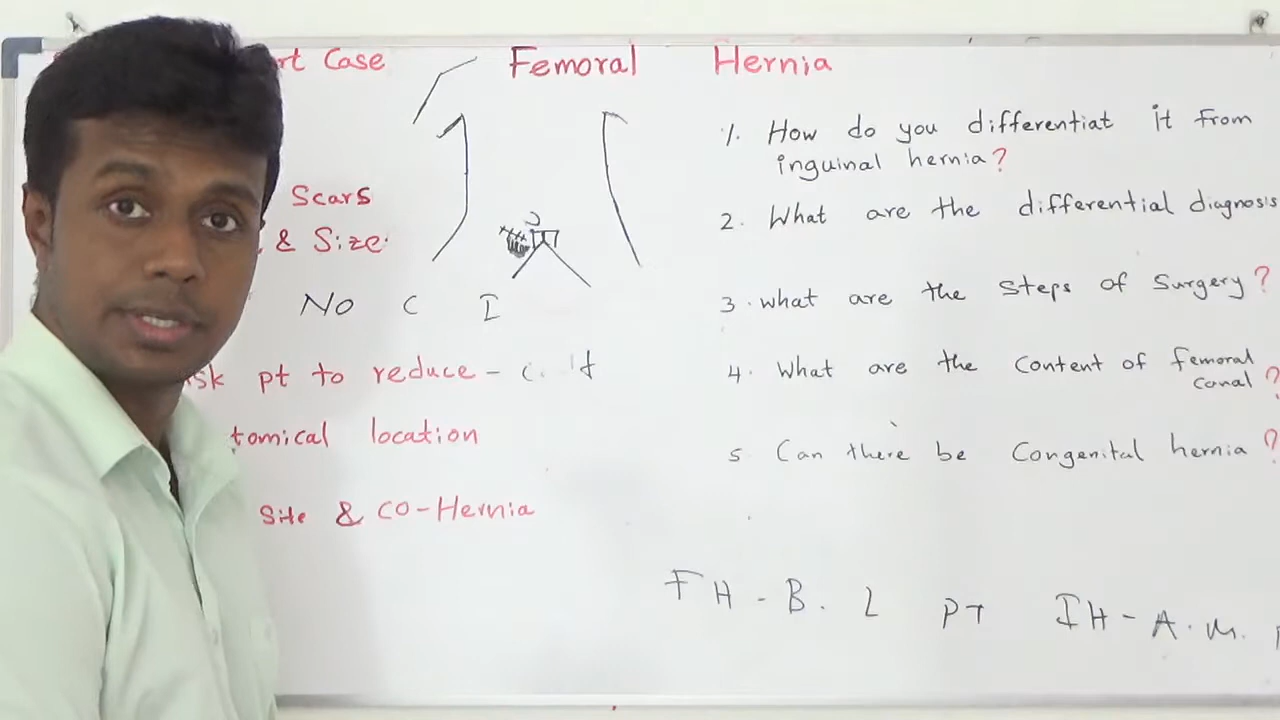 rt Case
Femoral Hernia
Scars
& Size
No C I
sk pt to reduce -
tomical location
Site & CO-Hernia
1. How do you differentiat it from
inguinal hernia?
2. What are the differential diagnosis
3. what are the steps of surgery?
4. What are the content of femoral
canal?
5 Can there be Congenital hernia?
FH - B. L PT IH - A. M.